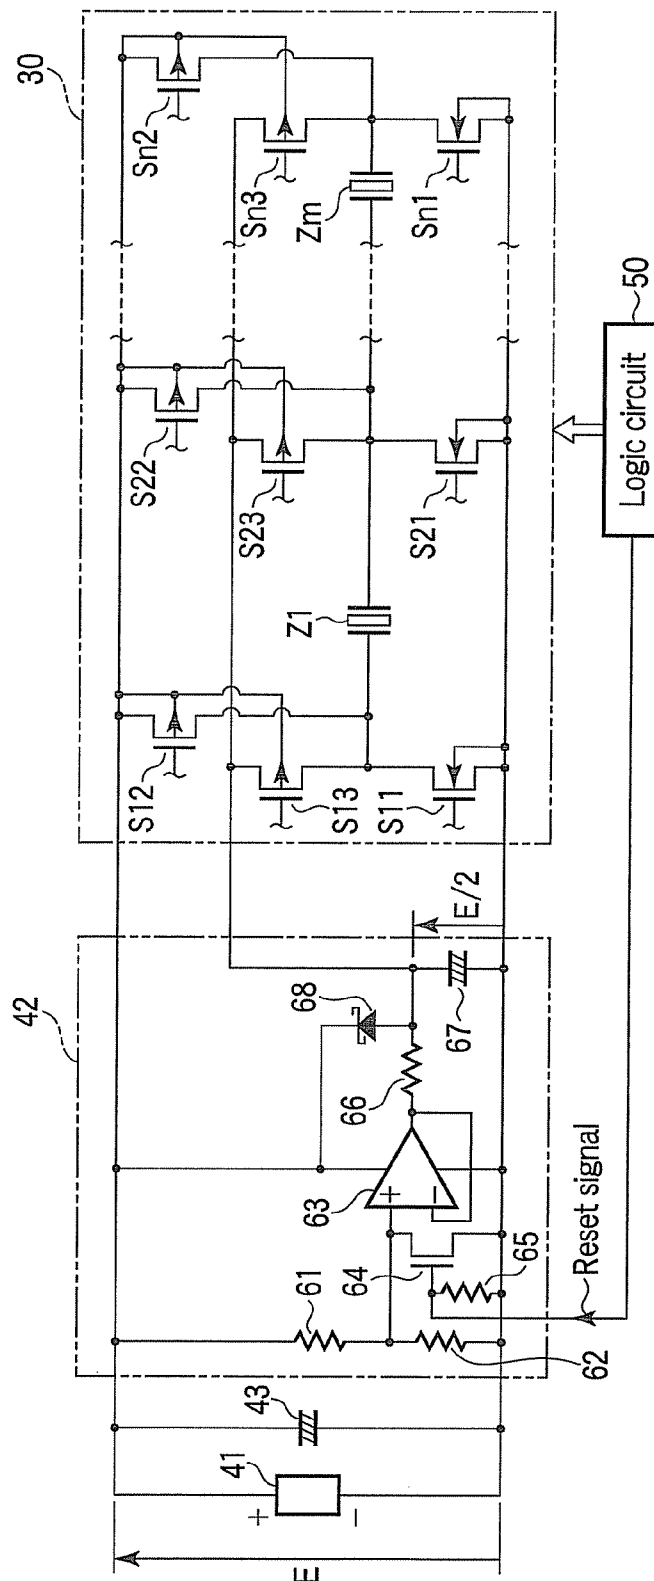 30
Sn2
Sn3
Zm
Sn1
S22
S23
S21
Z1
S12
S13
S11
Logic circuit
50
42
E/2
68
67
66
63
+
−
64
65
61
62
Reset signal
43
41
+
−
E